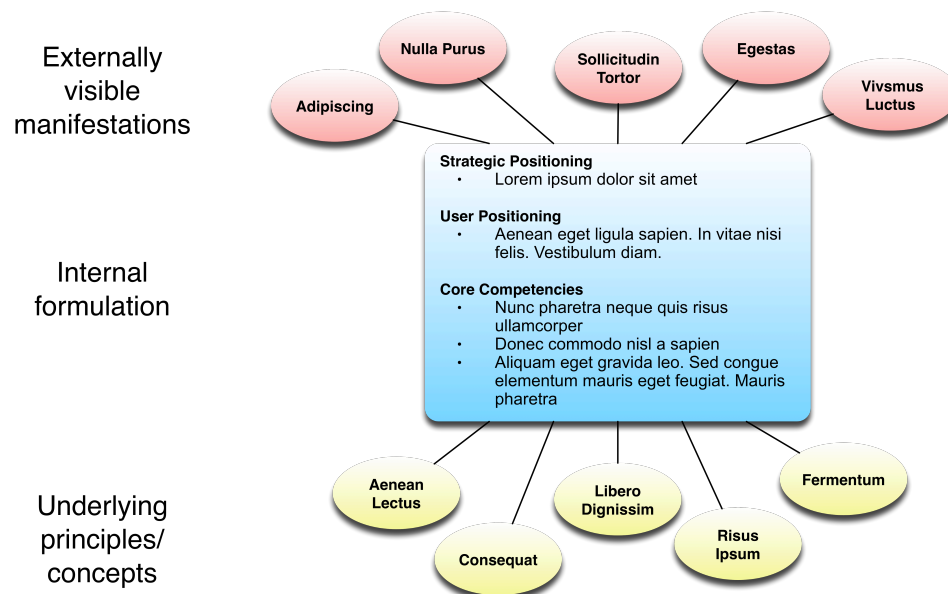 Externally
visible
manifestations
Adipiscing
Nulla Purus
Sollicitudin
Tortor
Egestas
Vivsmus
Luctus
Internal
formulation
Strategic Positioning
• Lorem ipsum dolor sit amet
User Positioning
• Aenean eget ligula sapien. In vitae nisi
felis. Vestibulum diam.
Core Competencies
• Nunc pharetra neque quis risus
ullamcorper
• Donec commodo nisl a sapien
• Aliquam eget gravida leo. Sed congue
elementum mauris eget feugiat. Mauris
pharetra
Underlying
principles/
concepts
Aenean
Lectus
Consequat
Libero
Dignissim
Risus
Ipsum
Fermentum